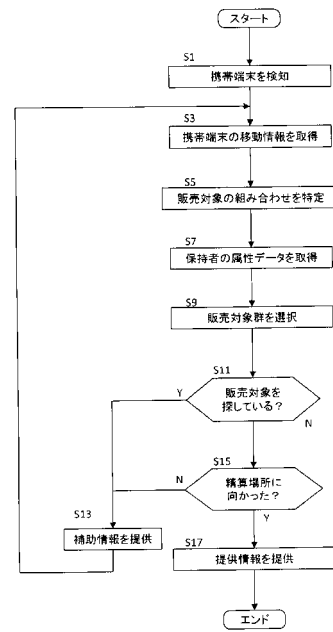 スタート
S1
携帯端末を検知
S3
携帯端末の移動情報を取得
S5
販売対象の組み合わせを特定
S7
保持者の属性データを取得
S9
販売対象群を選択
S11
販売対象を
探している?
Y
N
S15
精算場所に
向かった?
N
Y
S13
補助情報を提供
S17
提供情報を提供
エンド